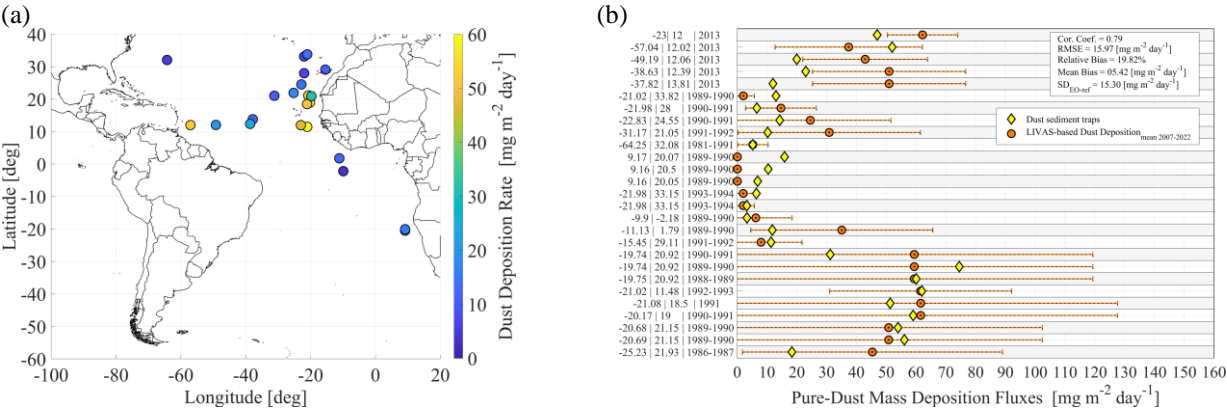 (a)
40
30
20
10
0
-10
-20
-30
-40
-50
-60
Latitude [deg]
-100
-80
-60
-40
-20
0
20
Longitude [deg]
60
50
40
30
20
10
0
Dust Deposition Rate [mg m⁻² day⁻¹]
(b)
-23|12 | 2013
-57.04 | 12.02 | 2013
-49.19 | 12.06 | 2013
-38.63 | 12.39 | 2013
-37.82 | 13.81 | 2013
-21.02 | 33.82 | 1989-1990
-21.98 | 28 | 1990-1991
-22.83 | 24.55 | 1990-1991
-31.17 | 21.05 | 1991-1992
-64.25 | 32.08 | 1981-1991
9.17 | 20.07 | 1989-1990
9.16 | 20.5 | 1989-1990
9.16 | 20.05 | 1989-1990
-21.98 | 33.15 | 1993-1994
-21.98 | 33.15 | 1993-1994
-9.9 | -2.18 | 1989-1990
-11.13 | 1.79 | 1989-1990
-15.45 | 29.11 | 1991-1992
-19.74 | 20.92 | 1990-1991
-19.74 | 20.92 | 1989-1990
-19.75 | 20.92 | 1988-1989
-21.02 | 11.48 | 1992-1993
-21.08 | 18.5 | 1991
-20.17 | 19 | 1990-1991
-20.68 | 21.15 | 1989-1990
-20.69 | 21.15 | 1989-1990
-25.23 | 21.93 | 1986-1987
Cor. Coef. = 0.79
RMSE = 15.97 [mg m⁻² day⁻¹]
Relative Bias = 19.82%
Mean Bias = 05.42 [mg m⁻² day⁻¹]
SD_EO-ref = 15.30 [mg m⁻² day⁻¹]
Dust sediment traps
LIVAS-based Dust Deposition mean 2007-2022
0 10 20 30 40 50 60 70 80 90 100 110 120 130 140 150 160
Pure-Dust Mass Deposition Fluxes [mg m⁻² day⁻¹]